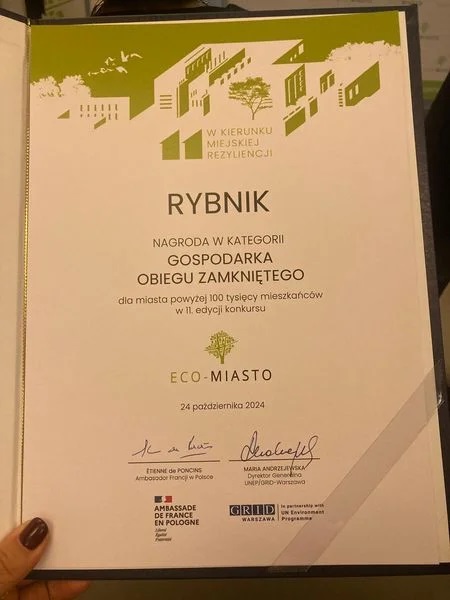 11
W KIERUNKU
MIEJSKIEJ
REZYLIENCJI
RYBNIK
NAGRODA W KATEGORII
GOSPODARKA
OBIEGU ZAMKNIĘTEGO
dla miasta powyżej 100 tysięcy mieszkańców
w 11. edycji konkursu
ECO-MIASTO
24 października 2024
ÉTIENNE de PONCINS
Ambasador Francji w Polsce
MARIA ANDRZEJEWSKA
Dyrektor Generalna
UNEP/GRID-Warszawa
AMBASSADE
DE FRANCE
EN POLOGNE
Liberté
Égalité
Fraternité
GRID
WARSZAWA
In partnership with
UN Environment
Programme